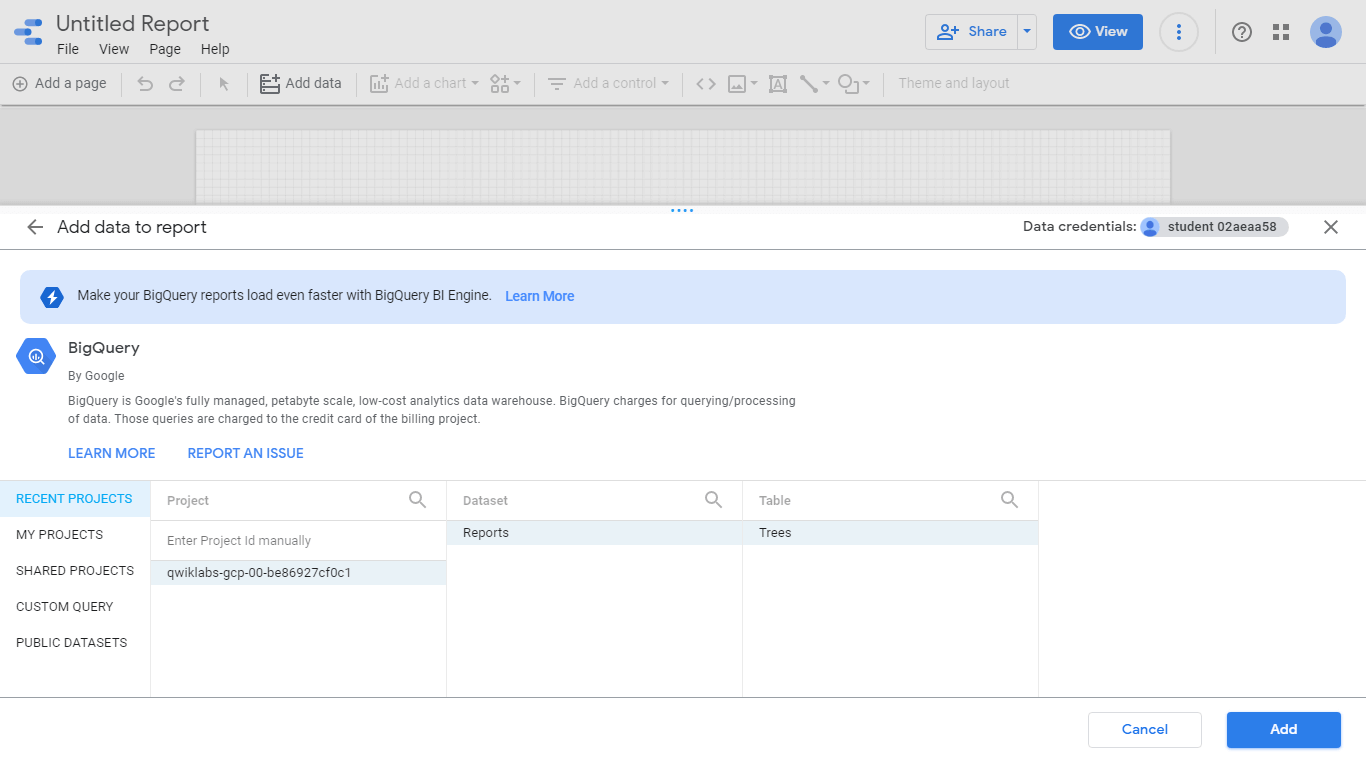 Untitled Report
File View Page Help
Share View
Add a page Add data Add a chart Add a control Theme and layout
Add data to report
Data credentials: student 02aeaa58
Make your BigQuery reports load even faster with BigQuery BI Engine. Learn More
BigQuery
By Google
BigQuery is Google's fully managed, petabyte scale, low-cost analytics data warehouse. BigQuery charges for querying/processing
of data. Those queries are charged to the credit card of the billing project.
LEARN MORE REPORT AN ISSUE
RECENT PROJECTS
MY PROJECTS
SHARED PROJECTS
CUSTOM QUERY
PUBLIC DATASETS
Project
Enter Project Id manually
qwiklabs-gcp-00-be86927cf0c1
Dataset
Reports
Table
Trees
Cancel Add